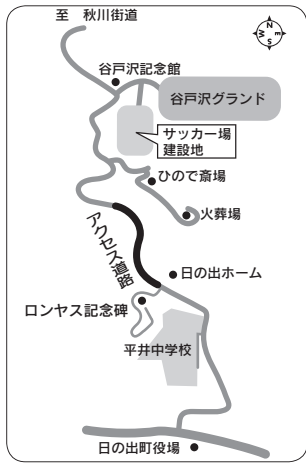 至 秋川街道
N
W
E
S
谷戸沢記念館
谷戸沢グランド
サッカー場
建設地
ひので斎場
火葬場
アクセス道路
日の出ホーム
ロンヤス記念碑
平井中学校
日の出町役場